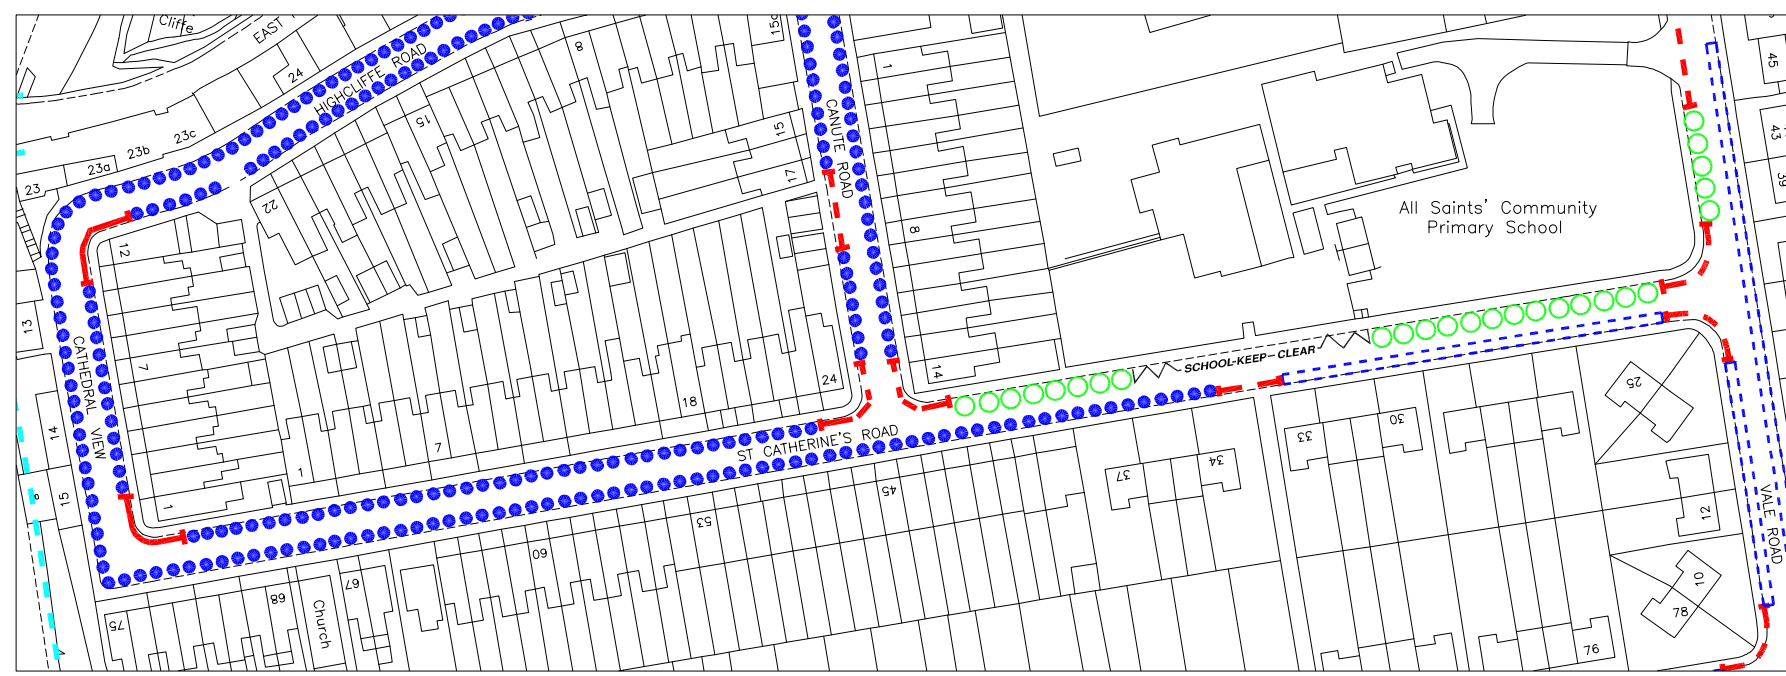 Cliffe
EAST
24
HIGHCLIFFE ROAD
8
15
23c
23b
23a
23
22
12
15
17
CANUTE ROAD
1
8
14
24
18
7
1
13
14
15
CATHEDRAL VIEW
7
1
ST CATHERINE'S ROAD
SCHOOL-KEEP-CLEAR
All Saints' Community
Primary School
45
43
39
25
30
33
34
37
45
53
60
67
68
75
Church
12
10
78
76
VALE ROAD